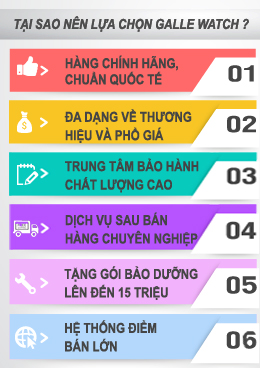 TẠI SAO NÊN LỰA CHỌN GALLE WATCH ?
HÀNG CHÍNH HÃNG,
CHUẨN QUỐC TẾ
01
ĐA DẠNG VỀ THƯƠNG
HIỆU VÀ PHỔ GIÁ
02
TRUNG TÂM BẢO HÀNH
CHẤT LƯỢNG CAO
03
DỊCH VỤ SAU BÁN
HÀNG CHUYÊN NGHIỆP
04
TẶNG GÓI BẢO DƯỠNG
LÊN ĐẾN 15 TRIỆU
05
HỆ THỐNG ĐIỂM
BÁN LỚN
06